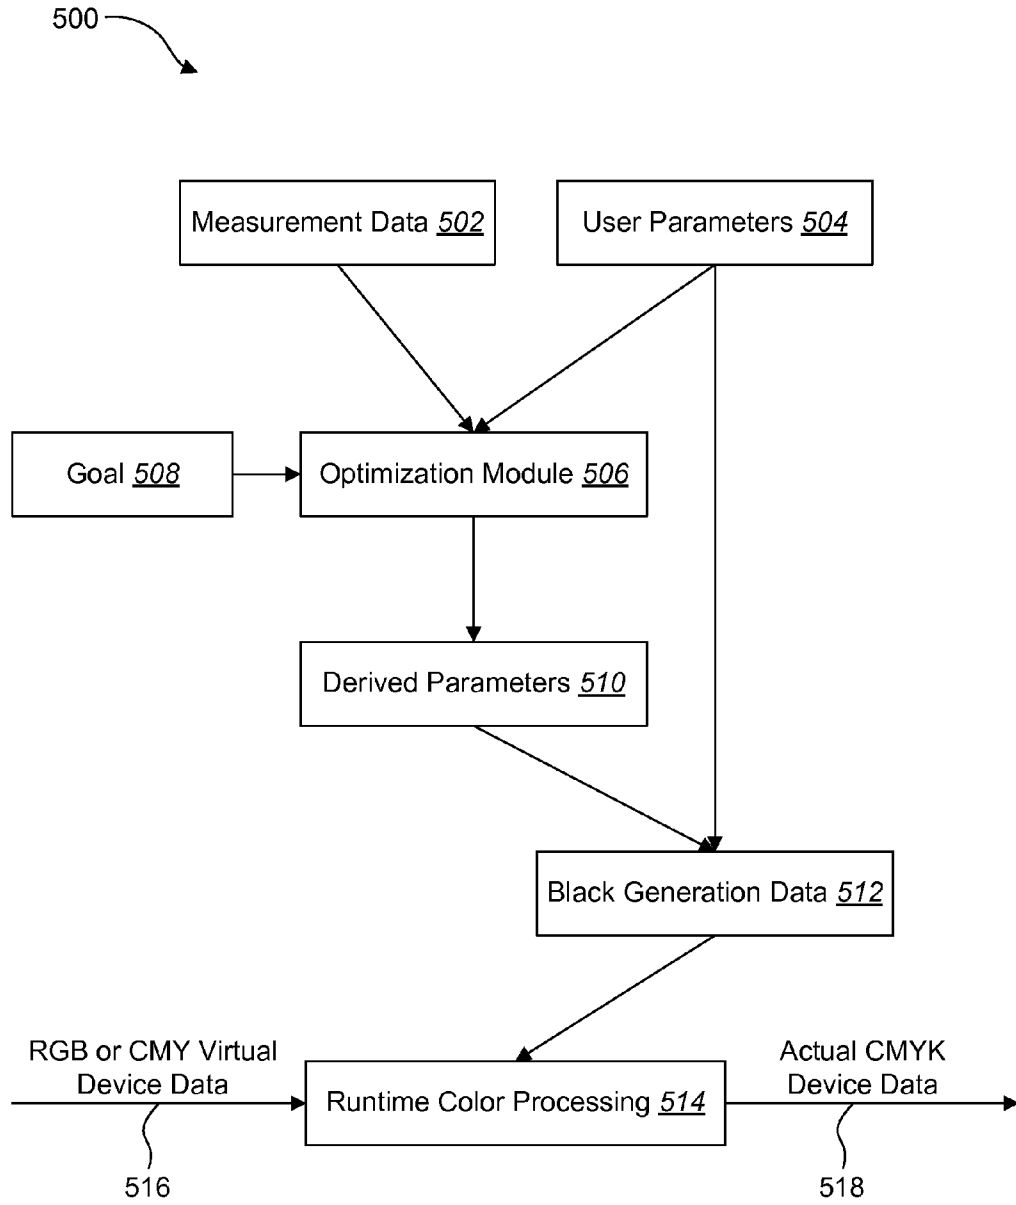 500
Measurement Data 502
User Parameters 504
Goal 508
Optimization Module 506
Derived Parameters 510
Black Generation Data 512
RGB or CMY Virtual
Device Data
Runtime Color Processing 514
Actual CMYK
Device Data
516
518